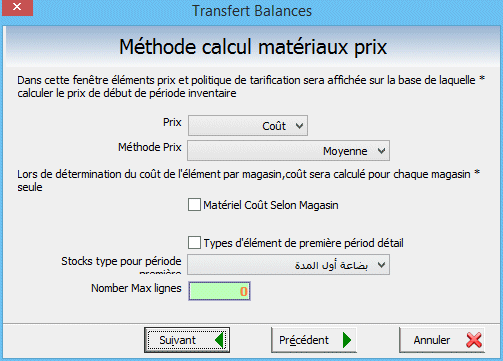 Transfert Balances
Méthode calcul matériaux prix
Dans cette fenêtre éléments prix et politique de tarification sera affichée sur la base de laquelle *
calculer le prix de début de période inventaire
Prix
Coût
Méthode Prix
Moyenne
Lors de détermination du coût de l'élément par magasin,coût sera calculé pour chaque magasin *
seule
Matériel Coût Selon Magasin
Types d'élément de première périod détail
Stocks type pour période
première
بضاعة أول المدة
Nomber Max lignes
0
Suivant
Précédent
Annuler